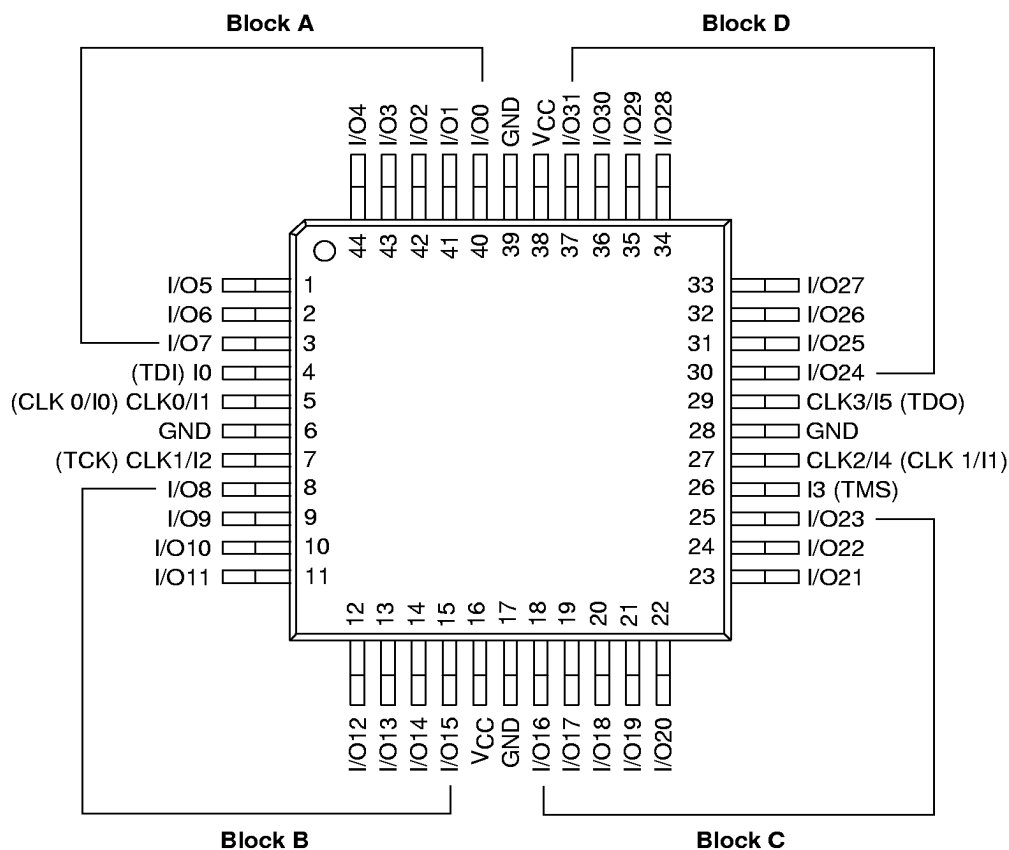 Block A
Block D
I/O4
I/O3
I/O2
I/O1
I/O0
GND
VCC
I/O31
I/O30
I/O29
I/O28
44
43
42
41
40
39
38
37
36
35
34
I/O5 1
I/O6 2
I/O7 3
(TDI) I0 4
(CLK 0/I0) CLK0/I1 5
GND 6
(TCK) CLK1/I2 7
I/O8 8
I/O9 9
I/O10 10
I/O11 11
33 I/O27
32 I/O26
31 I/O25
30 I/O24
29 CLK3/I5 (TDO)
28 GND
27 CLK2/I4 (CLK 1/I1)
26 I3 (TMS)
25 I/O23
24 I/O22
23 I/O21
12
13
14
15
16
17
18
19
20
21
22
I/O12
I/O13
I/O14
I/O15
VCC
GND
I/O16
I/O17
I/O18
I/O19
I/O20
Block B
Block C